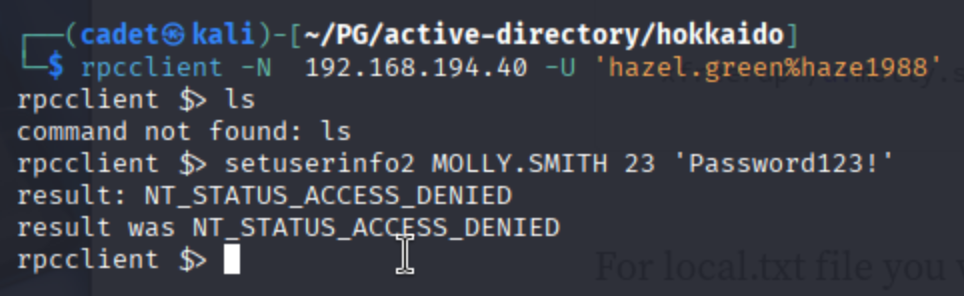 ┌──(cadet㉿kali)-[~/PG/active-directory/hokkaido]
└─$ rpcclient -N  192.168.194.40 -U 'hazel.green%haze1988'
rpcclient $> ls
command not found: ls
rpcclient $> setuserinfo2 MOLLY.SMITH 23 'Password123!'
result: NT_STATUS_ACCESS_DENIED
result was NT_STATUS_ACCESS_DENIED
rpcclient $>
For local.txt file you